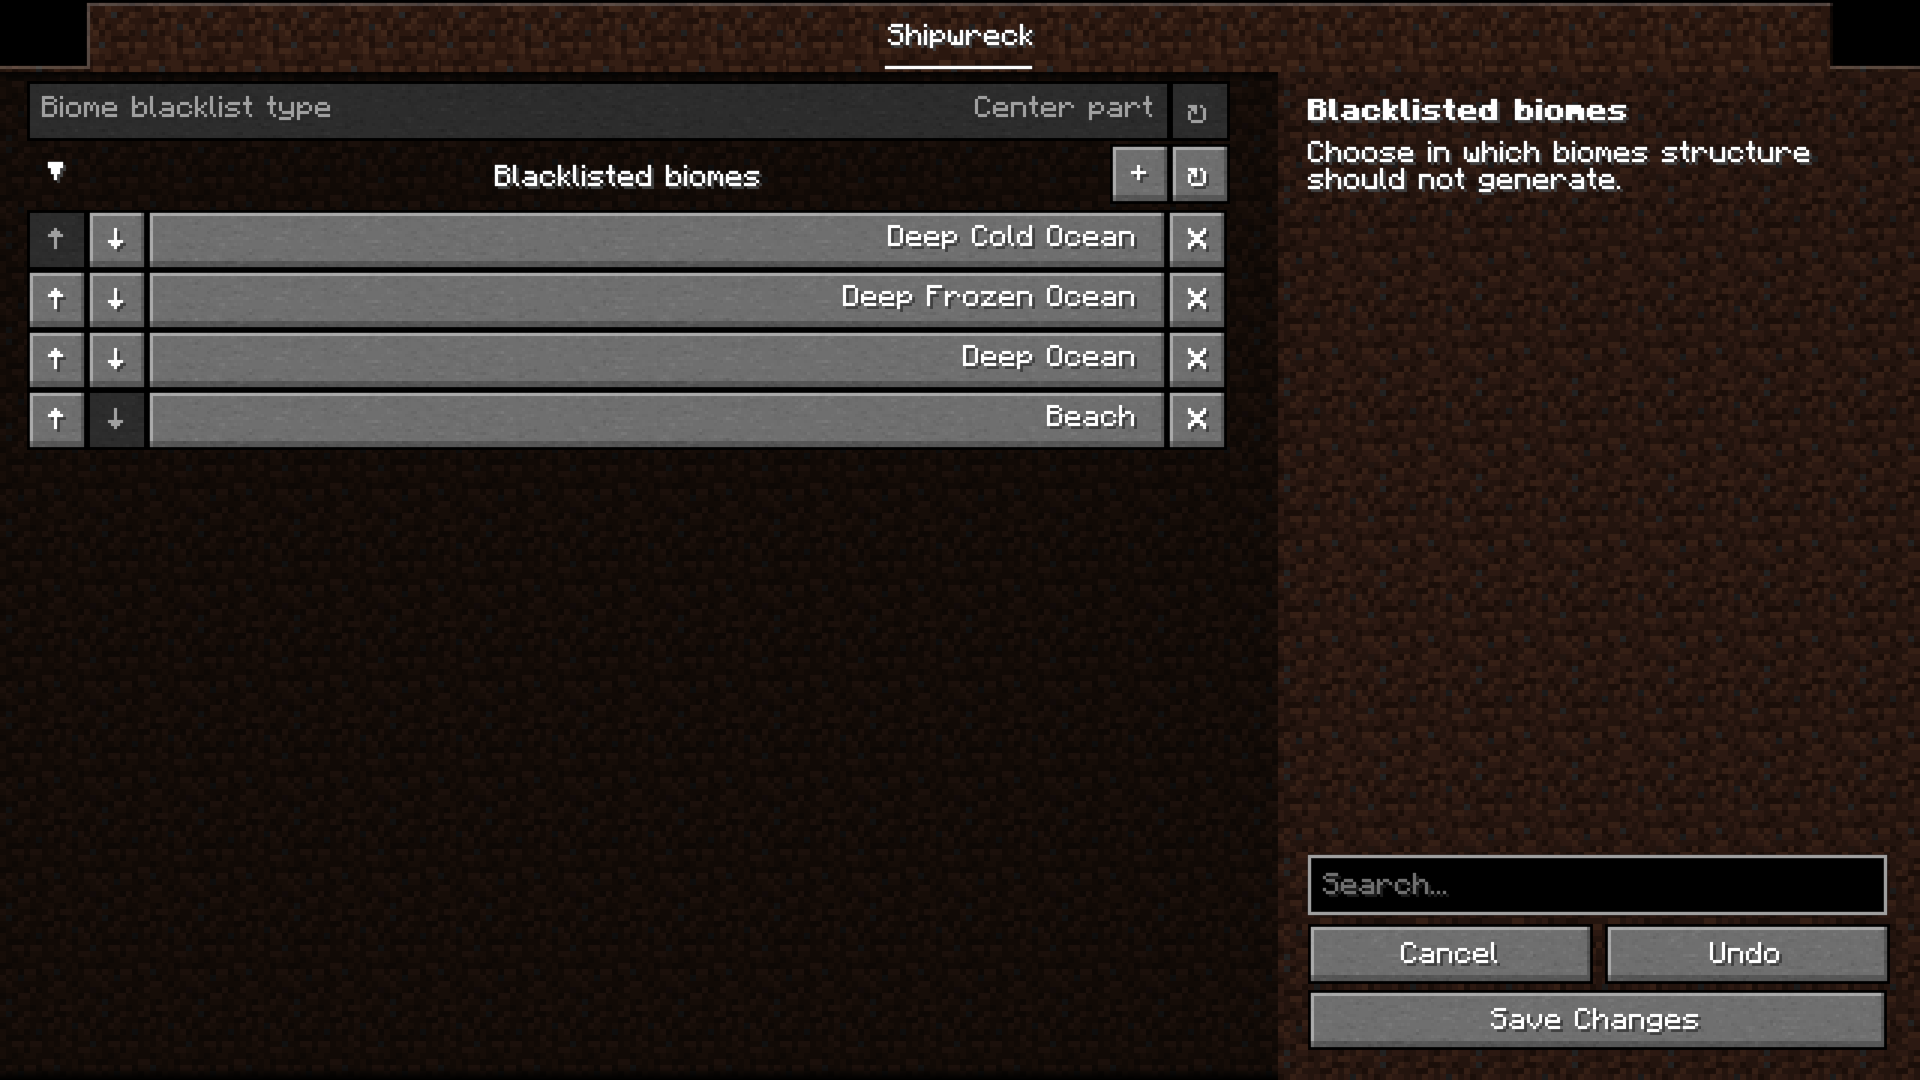 Shipwreck
Biome blacklist type
Center part
Blacklisted biomes
Deep Cold Ocean
Deep Frozen Ocean
Deep Ocean
Beach
Blacklisted biomes
Choose in which biomes structure
should not generate.
Search...
Cancel
Undo
Save Changes